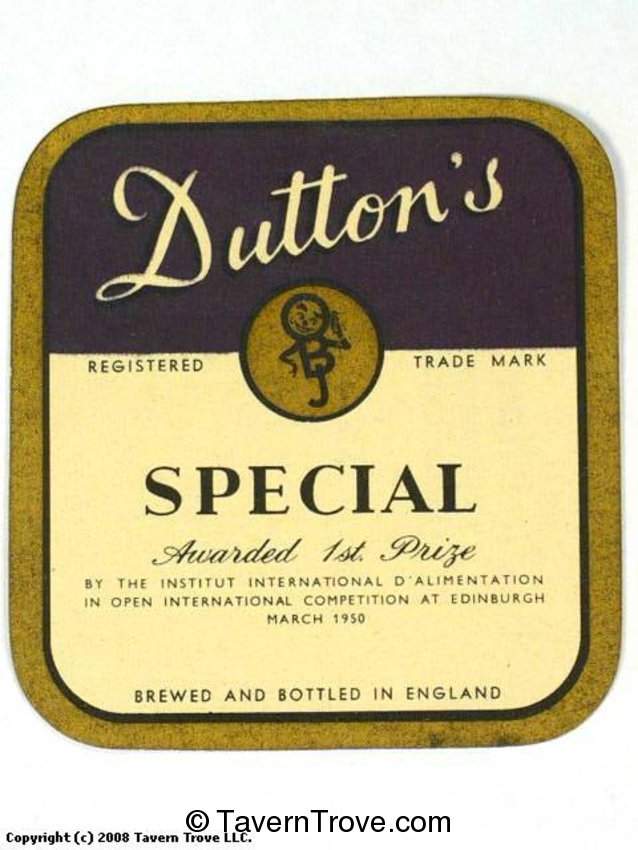 Dutton's
REGISTERED TRADE MARK
OBJ
SPECIAL
Awarded 1st. Prize
BY THE INSTITUT INTERNATIONAL D'ALIMENTATION
IN OPEN INTERNATIONAL COMPETITION AT EDINBURGH
MARCH 1950
BREWED AND BOTTLED IN ENGLAND
© TavernTrove.com
Copyright (c) 2008 Tavern Trove LLC.